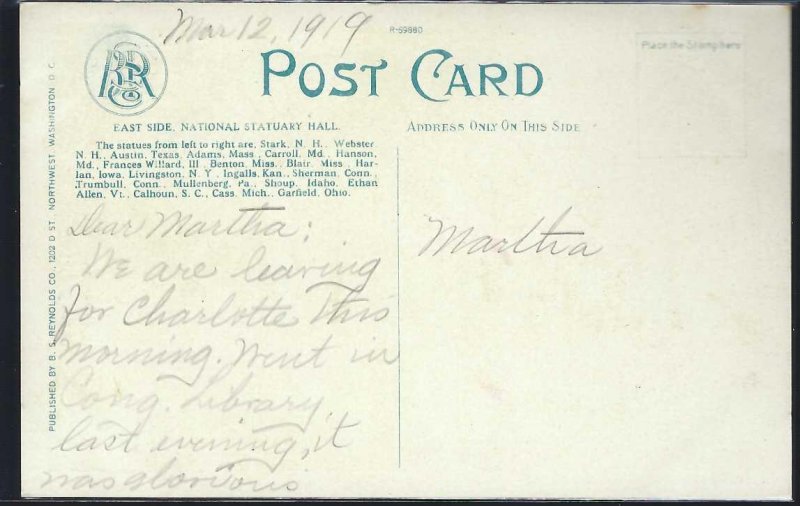 Mar 12, 1919
R-69880
Place the Stamp here
BSRCo
POST CARD
EAST SIDE, NATIONAL STATUARY HALL.
ADDRESS ONLY ON THIS SIDE
The statues from left to right are, Stark, N. H., Webster
N. H., Austin, Texas, Adams, Mass., Carroll, Md., Hanson,
Md., Frances Willard, Ill., Benton, Miss., Blair, Miss., Har-
lan, Iowa, Livingston, N. Y., Ingalls, Kan., Sherman, Conn.,
Trumbull, Conn., Mullenberg, Pa., Shoup, Idaho, Ethan
Allen, Vt., Calhoun, S. C., Cass, Mich., Garfield, Ohio.
PUBLISHED BY B. S. REYNOLDS CO., 1202 D ST. NORTHWEST WASHINGTON, D. C.
Dear Martha:
We are leaving
for Charlotte this
morning. Went in
Cong. Library
last evening, it
was glorious
Martha